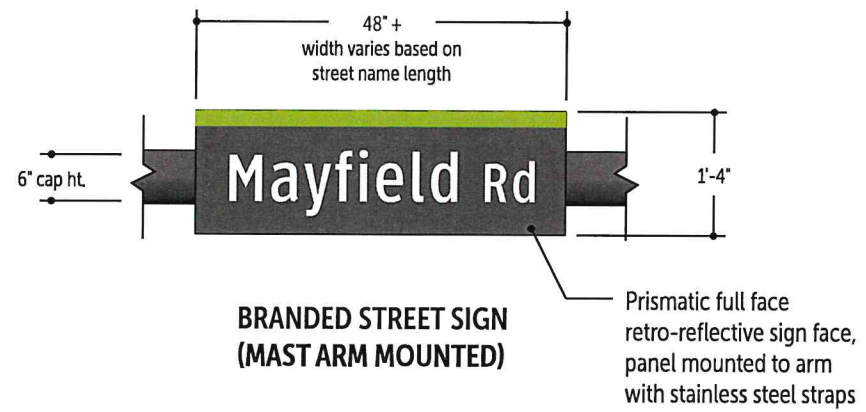 48" +
width varies based on
street name length
6" cap ht.
Mayfield Rd
1'-4"
Prismatic full face
retro-reflective sign face,
panel mounted to arm
with stainless steel straps
BRANDED STREET SIGN
(MAST ARM MOUNTED)